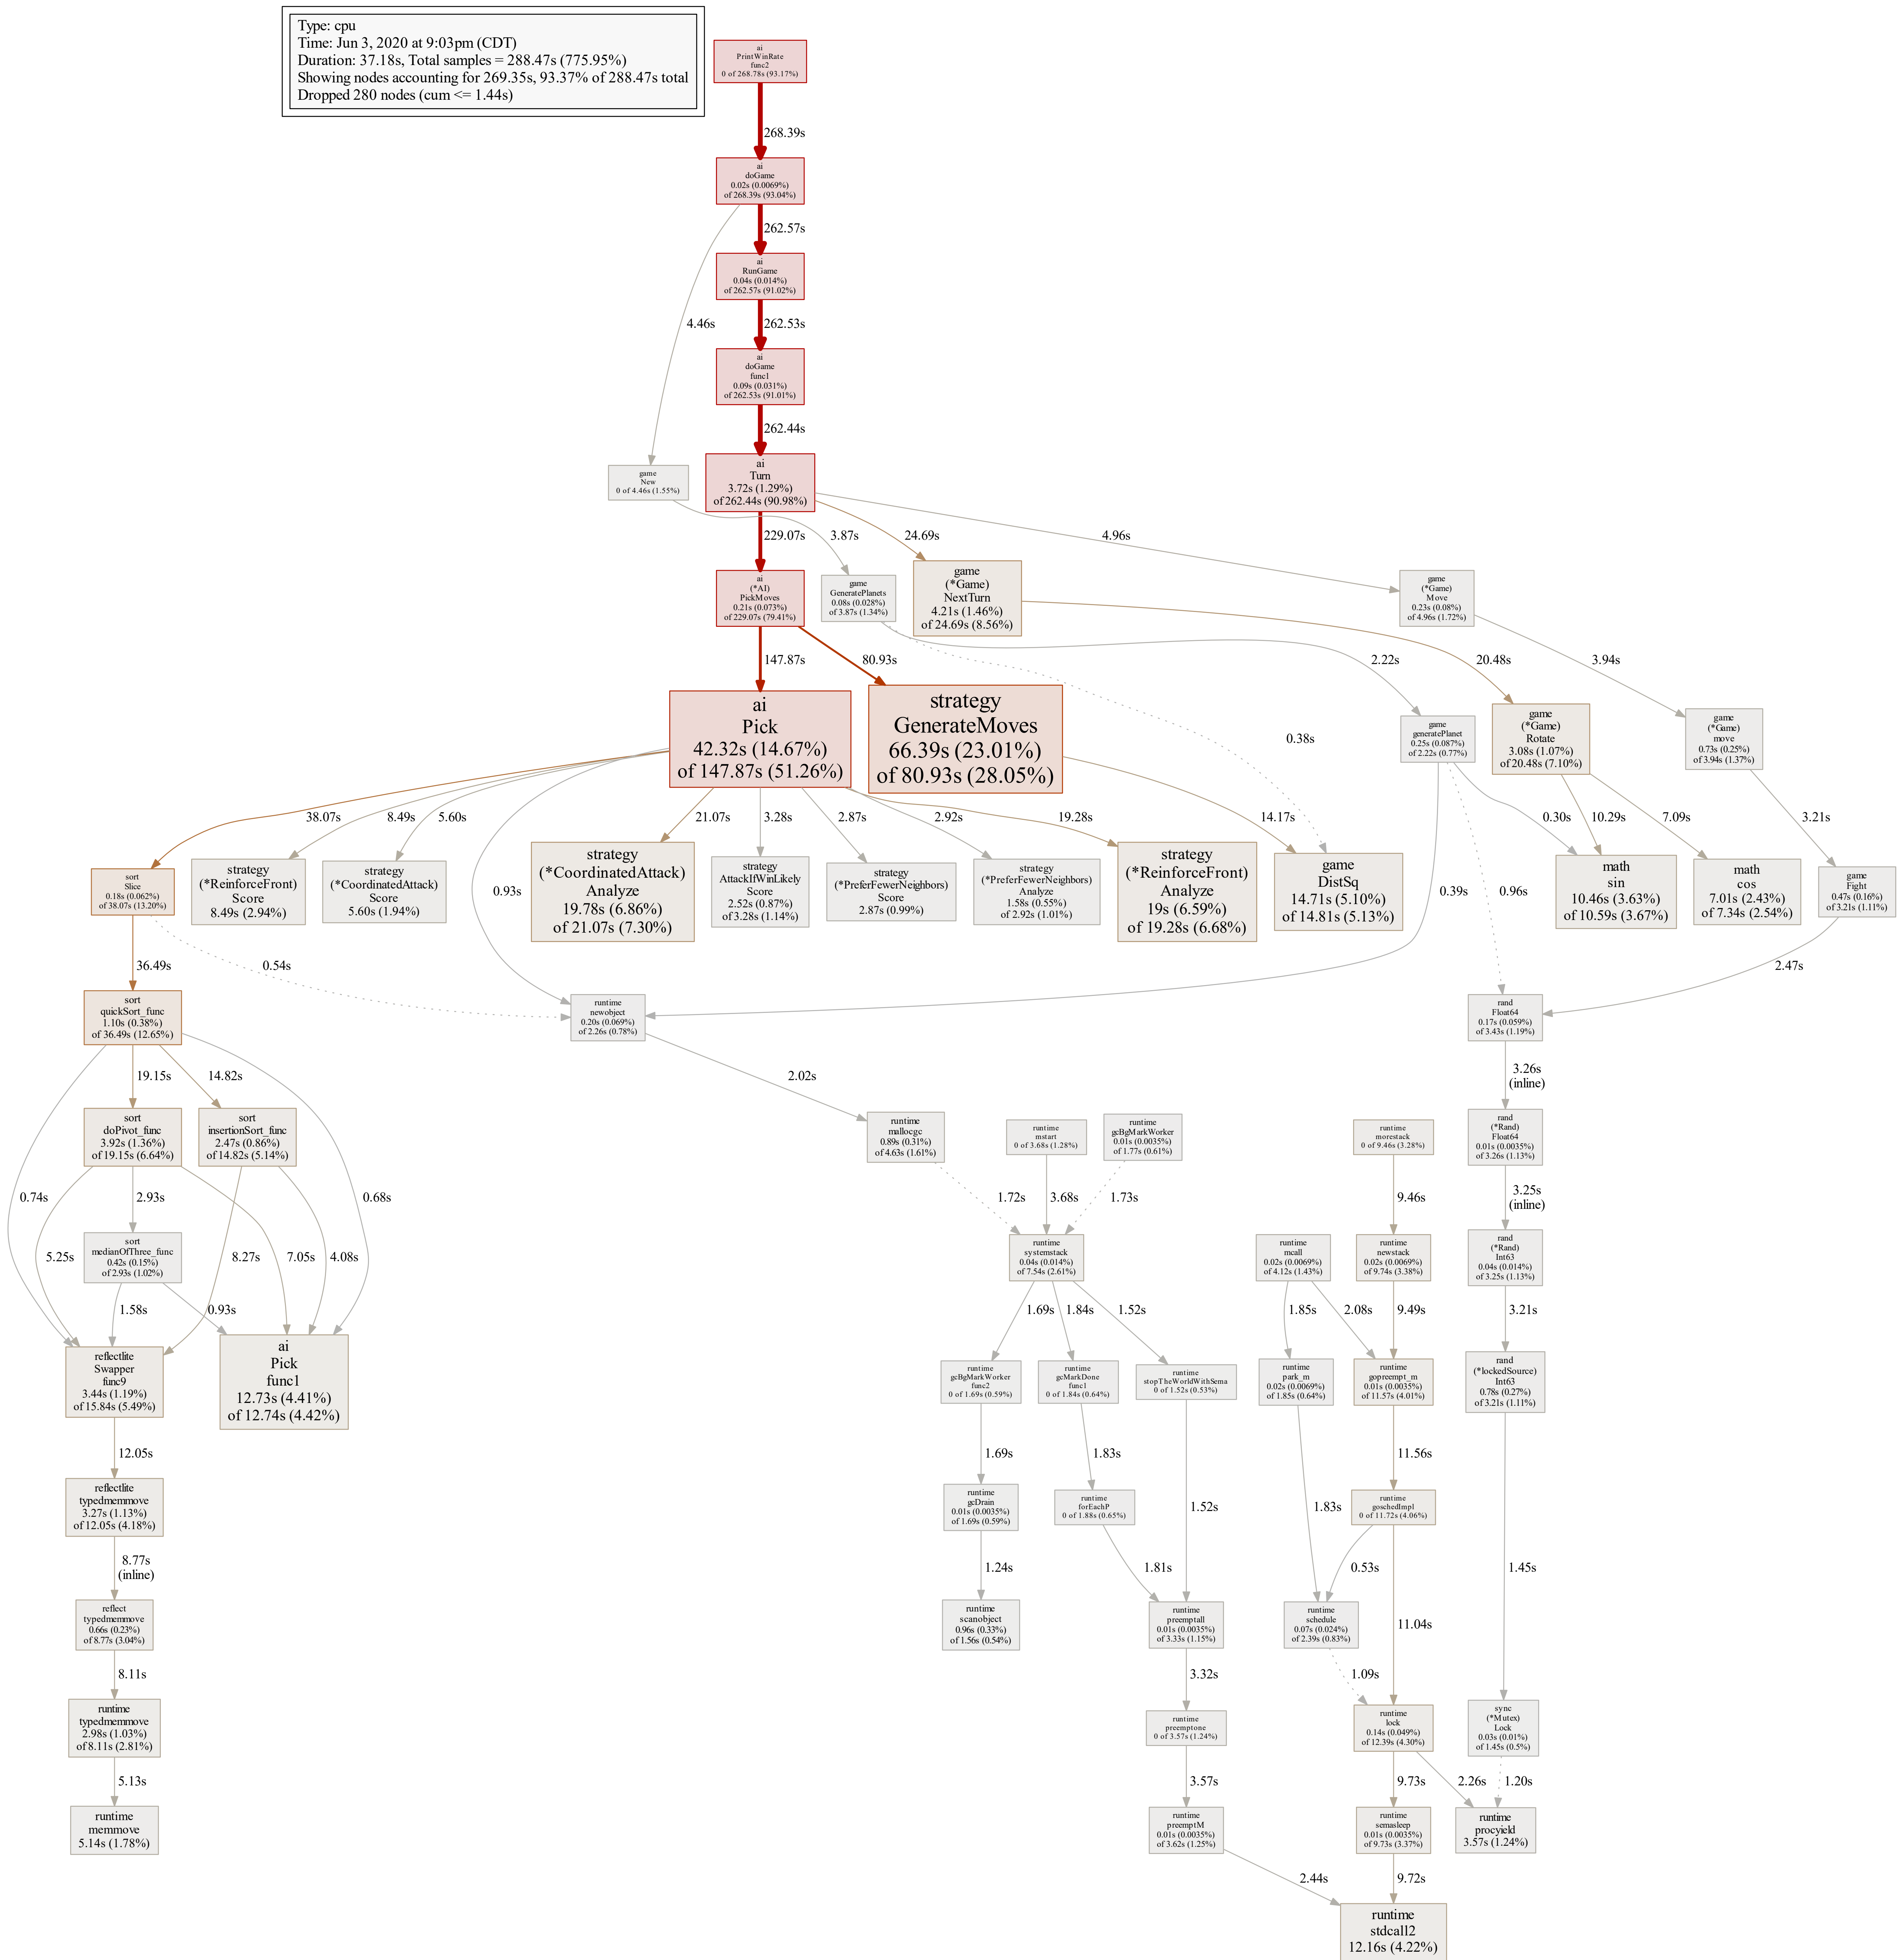 Type: cpu
Time: Jun 3, 2020 at 9:03pm (CDT)
Duration: 37.18s, Total samples = 288.47s (775.95%)
Showing nodes accounting for 269.35s, 93.37% of 288.47s total
Dropped 280 nodes (cum <= 1.44s)
ai
PrintWinRate
func2
0 of 268.78s (93.17%)
268.39s
ai
doGame
0.02s (0.0069%)
of 268.39s (93.04%)
262.57s
ai
RunGame
0.04s (0.014%)
of 262.57s (91.02%)
4.46s
262.53s
ai
doGame
func1
0.09s (0.031%)
of 262.53s (91.01%)
262.44s
game
New
0 of 4.46s (1.55%)
ai
Turn
3.72s (1.29%)
of 262.44s (90.98%)
229.07s
3.87s
24.69s
4.96s
ai
(*AI)
PickMoves
0.21s (0.073%)
of 229.07s (79.41%)
game
GeneratePlanets
0.08s (0.028%)
of 3.87s (1.34%)
game
(*Game)
NextTurn
4.21s (1.46%)
of 24.69s (8.56%)
game
(*Game)
Move
0.23s (0.08%)
of 4.96s (1.72%)
147.87s
80.93s
2.22s
20.48s
3.94s
ai
Pick
42.32s (14.67%)
of 147.87s (51.26%)
strategy
GenerateMoves
66.39s (23.01%)
of 80.93s (28.05%)
0.38s
game
generatePlanet
0.25s (0.087%)
of 2.22s (0.77%)
game
(*Game)
Rotate
3.08s (1.07%)
of 20.48s (7.10%)
game
(*Game)
move
0.73s (0.25%)
of 3.94s (1.37%)
38.07s
8.49s
5.60s
0.93s
21.07s
3.28s
2.87s
2.92s
19.28s
14.17s
0.39s
0.96s
0.30s
10.29s
7.09s
3.21s
sort
Slice
0.18s (0.062%)
of 38.07s (13.20%)
strategy
(*ReinforceFront)
Score
8.49s (2.94%)
strategy
(*CoordinatedAttack)
Score
5.60s (1.94%)
strategy
(*CoordinatedAttack)
Analyze
19.78s (6.86%)
of 21.07s (7.30%)
strategy
AttackIfWinLikely
Score
2.52s (0.87%)
of 3.28s (1.14%)
strategy
(*PreferFewerNeighbors)
Score
2.87s (0.99%)
strategy
(*PreferFewerNeighbors)
Analyze
1.58s (0.55%)
of 2.92s (1.01%)
strategy
(*ReinforceFront)
Analyze
19s (6.59%)
of 19.28s (6.68%)
game
DistSq
14.71s (5.10%)
of 14.81s (5.13%)
math
sin
10.46s (3.63%)
of 10.59s (3.67%)
math
cos
7.01s (2.43%)
of 7.34s (2.54%)
game
Fight
0.47s (0.16%)
of 3.21s (1.11%)
36.49s
0.54s
2.47s
sort
quickSort_func
1.10s (0.38%)
of 36.49s (12.65%)
runtime
newobject
0.20s (0.069%)
of 2.26s (0.78%)
rand
Float64
0.17s (0.059%)
of 3.43s (1.19%)
19.15s
14.82s
2.02s
3.26s
(inline)
sort
doPivot_func
3.92s (1.36%)
of 19.15s (6.64%)
sort
insertionSort_func
2.47s (0.86%)
of 14.82s (5.14%)
runtime
mallocgc
0.89s (0.31%)
of 4.63s (1.61%)
runtime
mstart
0 of 3.68s (1.28%)
runtime
gcBgMarkWorker
0.01s (0.0035%)
of 1.77s (0.61%)
runtime
morestack
0 of 9.46s (3.28%)
rand
(*Rand)
Float64
0.01s (0.0035%)
of 3.26s (1.13%)
0.74s
2.93s
0.68s
1.72s
3.68s
1.73s
9.46s
3.25s
(inline)
sort
medianOfThree_func
0.42s (0.15%)
of 2.93s (1.02%)
5.25s
8.27s
7.05s
4.08s
runtime
systemstack
0.04s (0.014%)
of 7.54s (2.61%)
runtime
mcall
0.02s (0.0069%)
of 4.12s (1.43%)
runtime
newstack
0.02s (0.0069%)
of 9.74s (3.38%)
rand
(*Rand)
Int63
0.04s (0.014%)
of 3.25s (1.13%)
1.58s
0.93s
1.69s
1.84s
1.52s
1.85s
2.08s
9.49s
3.21s
reflectlite
Swapper
func9
3.44s (1.19%)
of 15.84s (5.49%)
ai
Pick
func1
12.73s (4.41%)
of 12.74s (4.42%)
runtime
gcBgMarkWorker
func2
0 of 1.69s (0.59%)
runtime
gcMarkDone
func1
0 of 1.84s (0.64%)
runtime
stopTheWorldWithSema
0 of 1.52s (0.53%)
runtime
park_m
0.02s (0.0069%)
of 1.85s (0.64%)
runtime
gopreempt_m
0.01s (0.0035%)
of 11.57s (4.01%)
rand
(*lockedSource)
Int63
0.78s (0.27%)
of 3.21s (1.11%)
12.05s
1.69s
1.83s
11.56s
reflectlite
typedmemmove
3.27s (1.13%)
of 12.05s (4.18%)
runtime
gcDrain
0.01s (0.0035%)
of 1.69s (0.59%)
runtime
forEachP
0 of 1.88s (0.65%)
1.52s
1.83s
runtime
goschedImpl
0 of 11.72s (4.06%)
8.77s
(inline)
1.24s
1.81s
0.53s
1.45s
reflect
typedmemmove
0.66s (0.23%)
of 8.77s (3.04%)
runtime
scanobject
0.96s (0.33%)
of 1.56s (0.54%)
runtime
preemptall
0.01s (0.0035%)
of 3.33s (1.15%)
runtime
schedule
0.07s (0.024%)
of 2.39s (0.83%)
11.04s
8.11s
3.32s
1.09s
runtime
typedmemmove
2.98s (1.03%)
of 8.11s (2.81%)
runtime
preemptone
0 of 3.57s (1.24%)
runtime
lock
0.14s (0.049%)
of 12.39s (4.30%)
sync
(*Mutex)
Lock
0.03s (0.01%)
of 1.45s (0.5%)
5.13s
3.57s
9.73s
2.26s
1.20s
runtime
memmove
5.14s (1.78%)
runtime
preemptM
0.01s (0.0035%)
of 3.62s (1.25%)
runtime
semasleep
0.01s (0.0035%)
of 9.73s (3.37%)
runtime
procyield
3.57s (1.24%)
2.44s
9.72s
runtime
stdcall2
12.16s (4.22%)